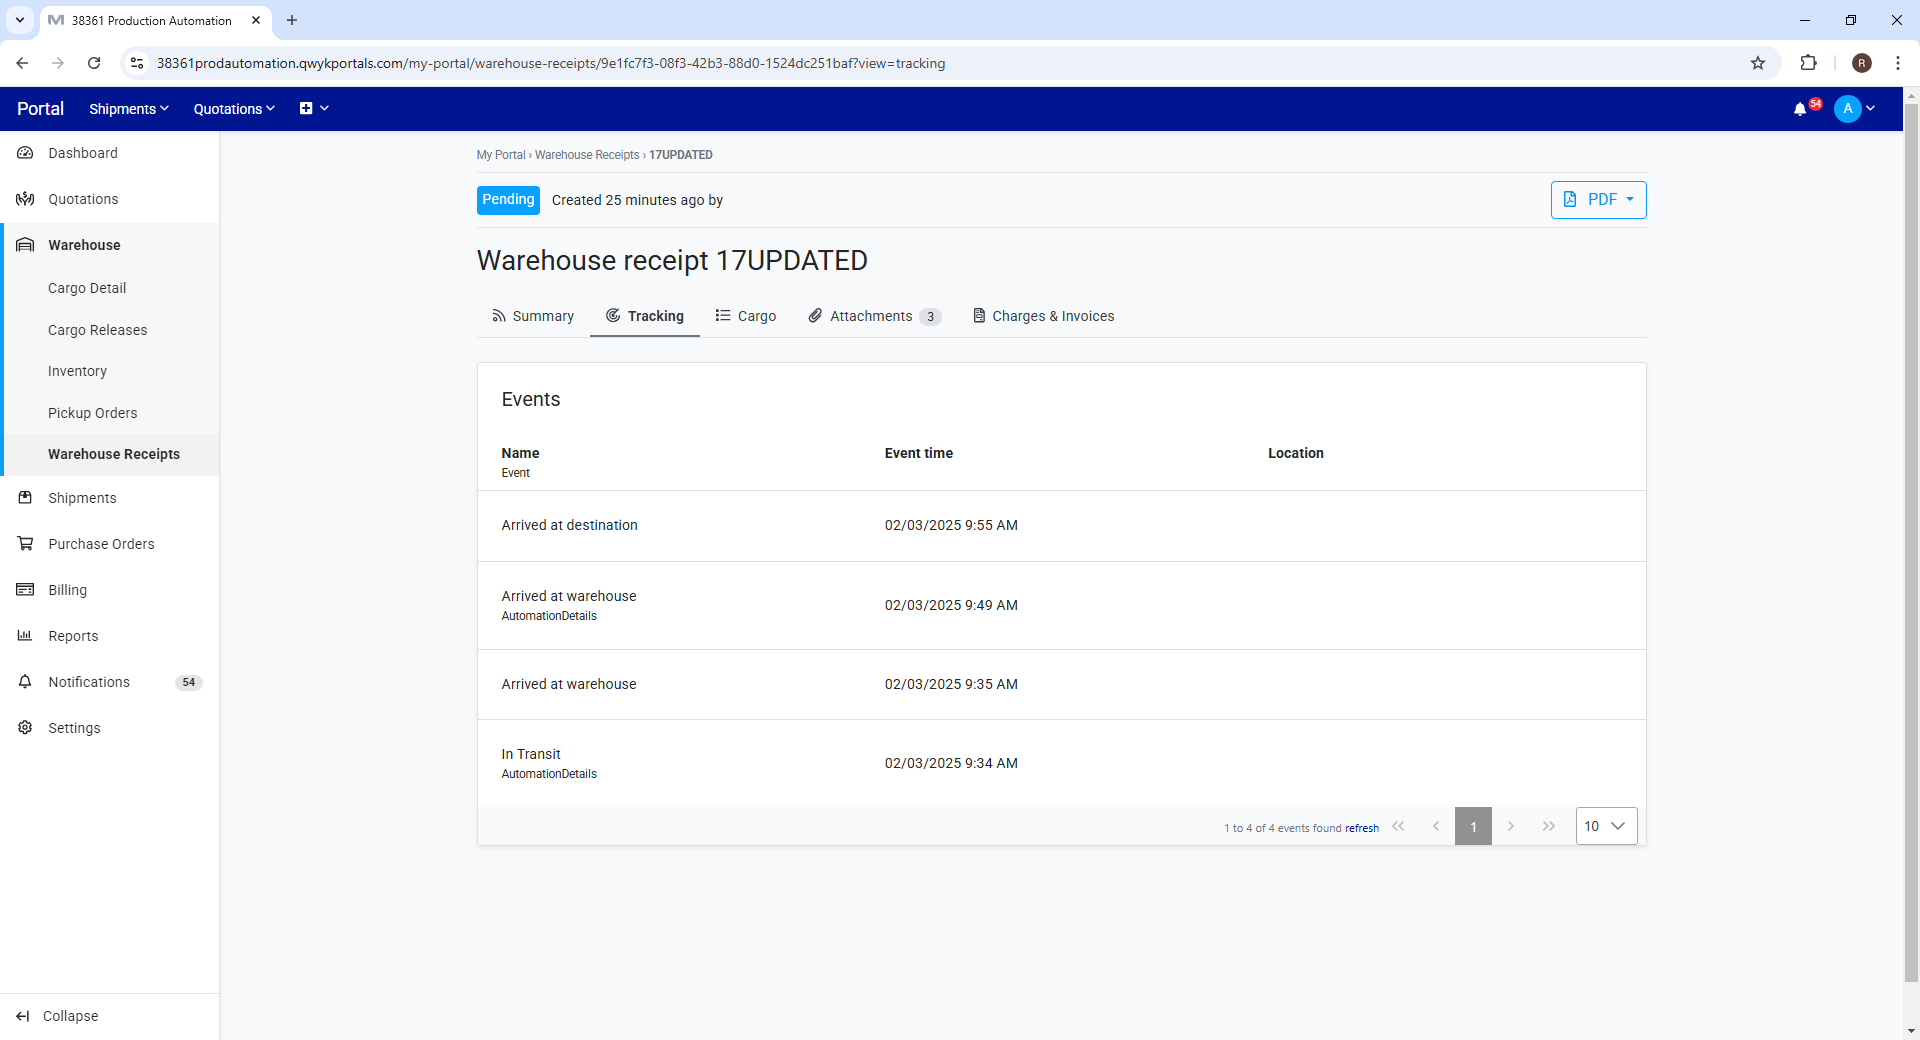 38361 Production Automation
38361prodautomation.qwykportals.com/my-portal/warehouse-receipts/9e1fc7f3-08f3-42b3-88d0-1524dc251baf?view=tracking
R
Portal
Shipments
Quotations
54
A
Dashboard
Quotations
Warehouse
Cargo Detail
Cargo Releases
Inventory
Pickup Orders
Warehouse Receipts
Shipments
Purchase Orders
Billing
Reports
Notifications 54
Settings
Collapse
My Portal › Warehouse Receipts › 17UPDATED
Pending Created 25 minutes ago by
PDF
Warehouse receipt 17UPDATED
Summary Tracking Cargo Attachments 3 Charges & Invoices
Events
Name Event time Location
Event
Arrived at destination 02/03/2025 9:55 AM
Arrived at warehouse 02/03/2025 9:49 AM
AutomationDetails
Arrived at warehouse 02/03/2025 9:35 AM
In Transit 02/03/2025 9:34 AM
AutomationDetails
1 to 4 of 4 events found refresh 1 10